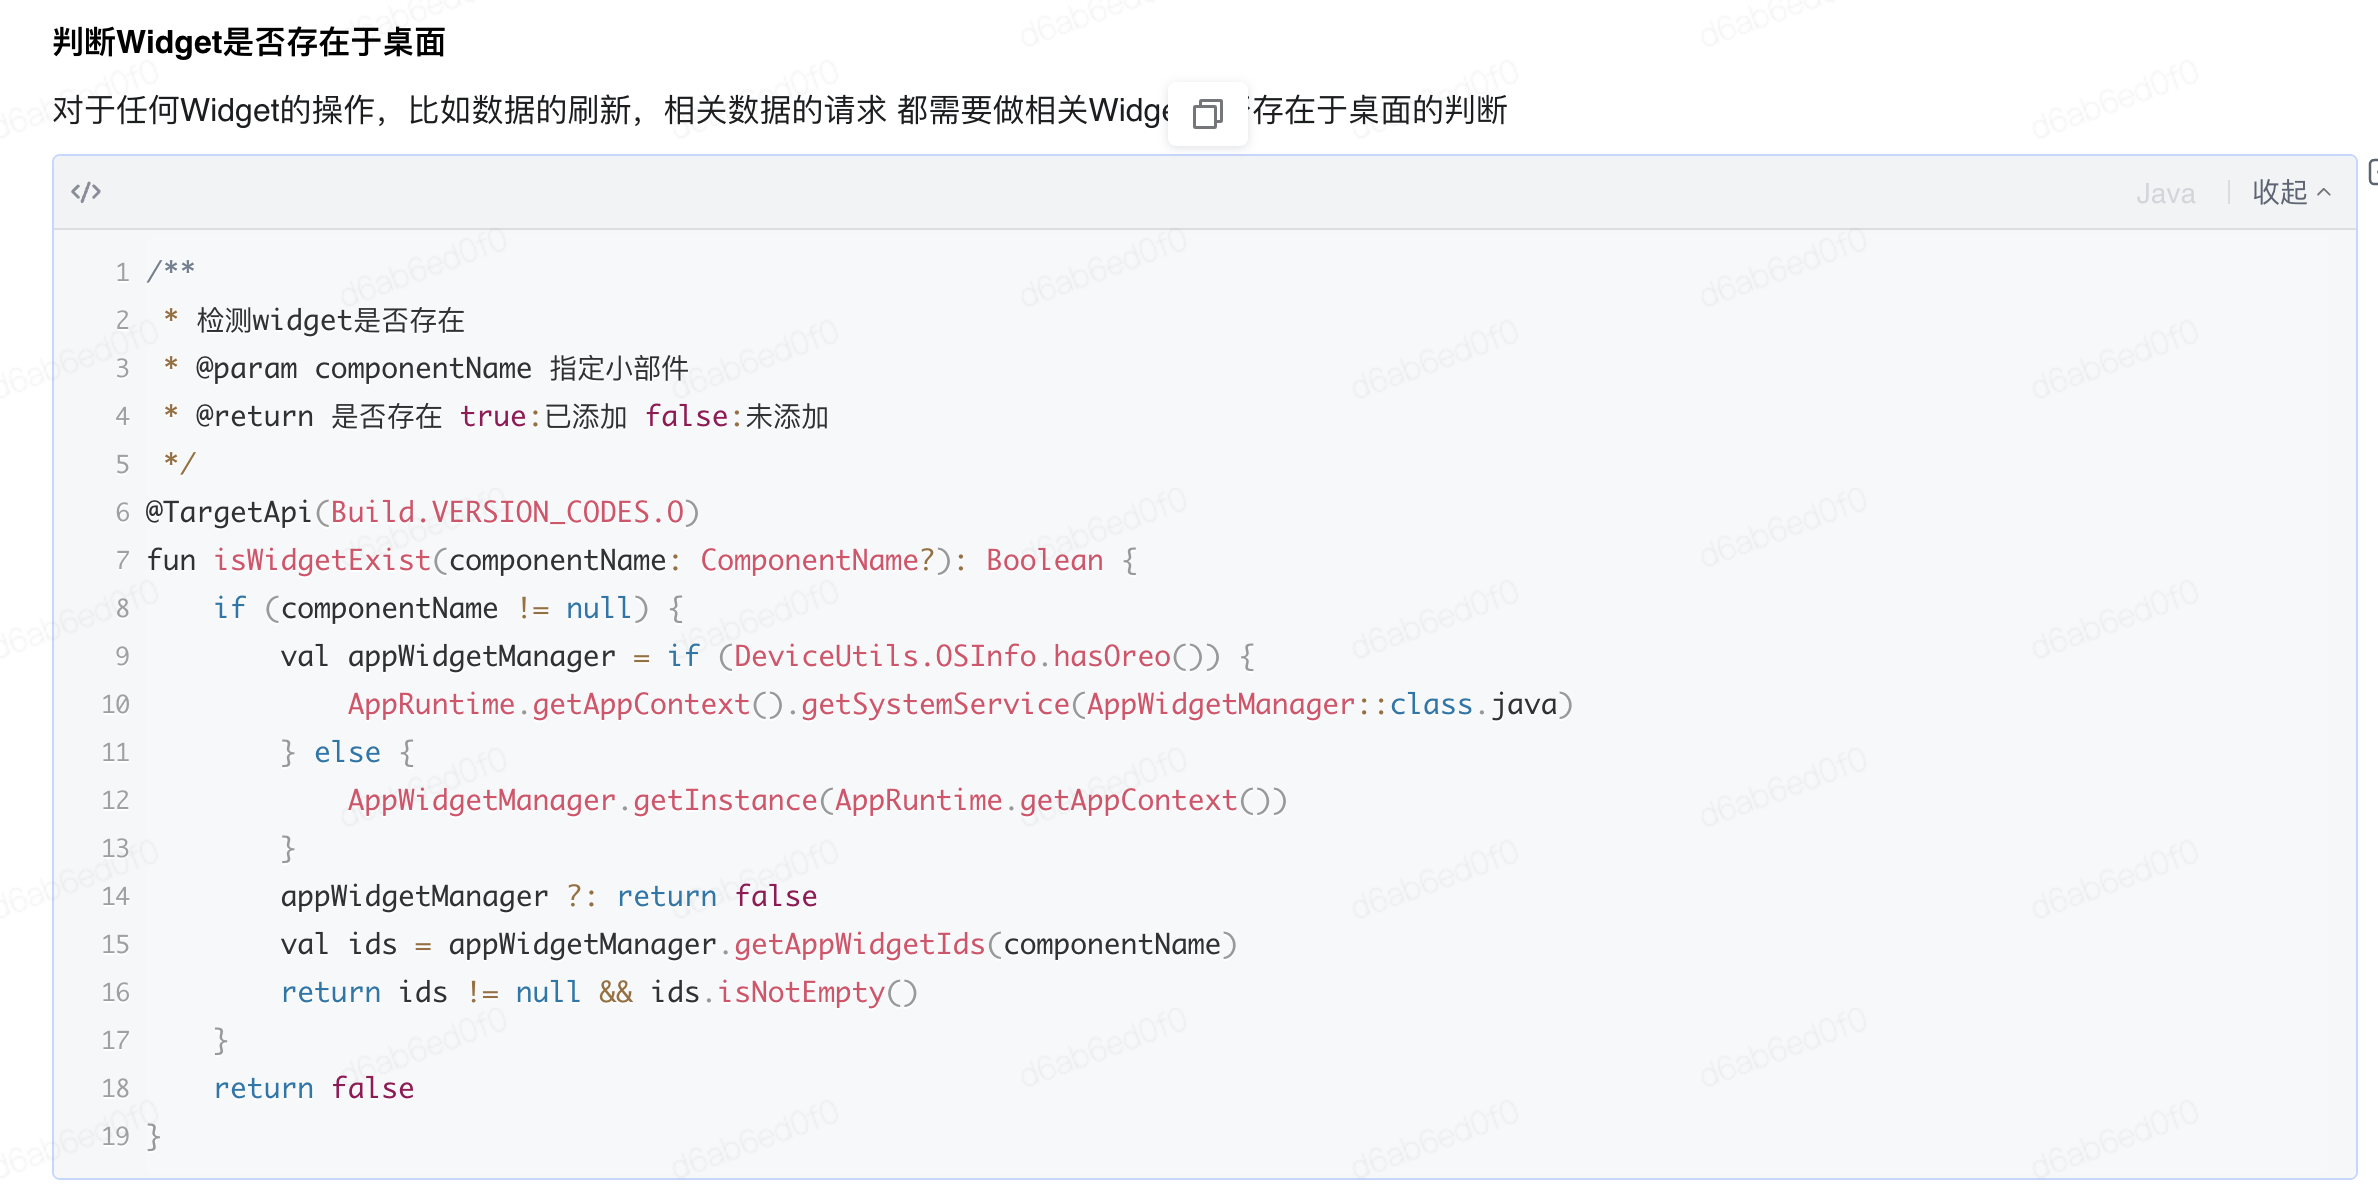 判断Widget是否存在于桌面
对于任何Widget的操作，比如数据的刷新，相关数据的请求 都需要做相关Widge 存在于桌面的判断
</> Java 收起
1 /**
2  * 检测widget是否存在
3  * @param componentName 指定小部件
4  * @return 是否存在 true:已添加 false:未添加
5  */
6 @TargetApi(Build.VERSION_CODES.O)
7 fun isWidgetExist(componentName: ComponentName?): Boolean {
8     if (componentName != null) {
9         val appWidgetManager = if (DeviceUtils.OSInfo.hasOreo()) {
10             AppRuntime.getAppContext().getSystemService(AppWidgetManager::class.java)
11         } else {
12             AppWidgetManager.getInstance(AppRuntime.getAppContext())
13         }
14         appWidgetManager ?: return false
15         val ids = appWidgetManager.getAppWidgetIds(componentName)
16         return ids != null && ids.isNotEmpty()
17     }
18     return false
19 }
d6ab6ed0f0